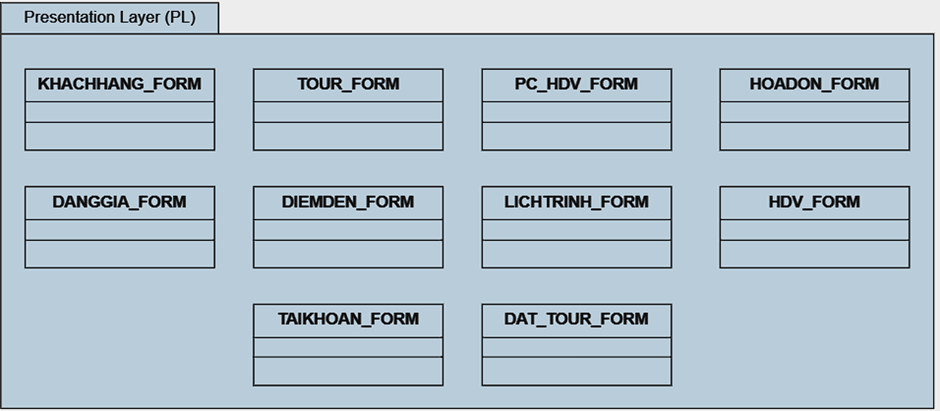 Presentation Layer (PL)
KHACHHANG_FORM
TOUR_FORM
PC_HDV_FORM
HOADON_FORM
DANGGIA_FORM
DIEMDEN_FORM
LICHTRINH_FORM
HDV_FORM
TAIKHOAN_FORM
DAT_TOUR_FORM